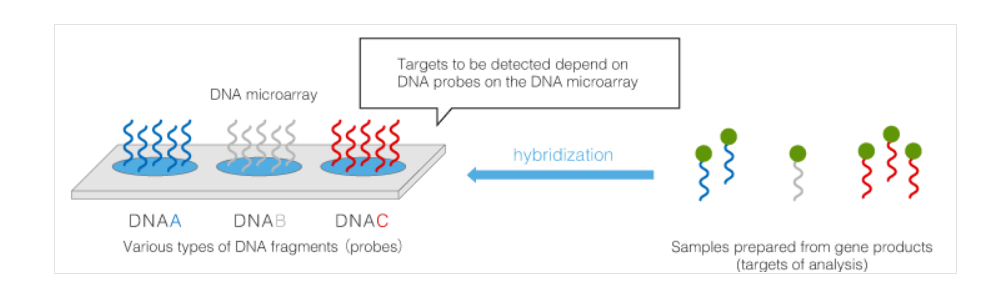 Targets to be detected depend on
DNA probes on the DNA microarray
DNA microarray
hybridization
DNAA DNAB DNAC
Various types of DNA fragments (probes)
Samples prepared from gene products
(targets of analysis)